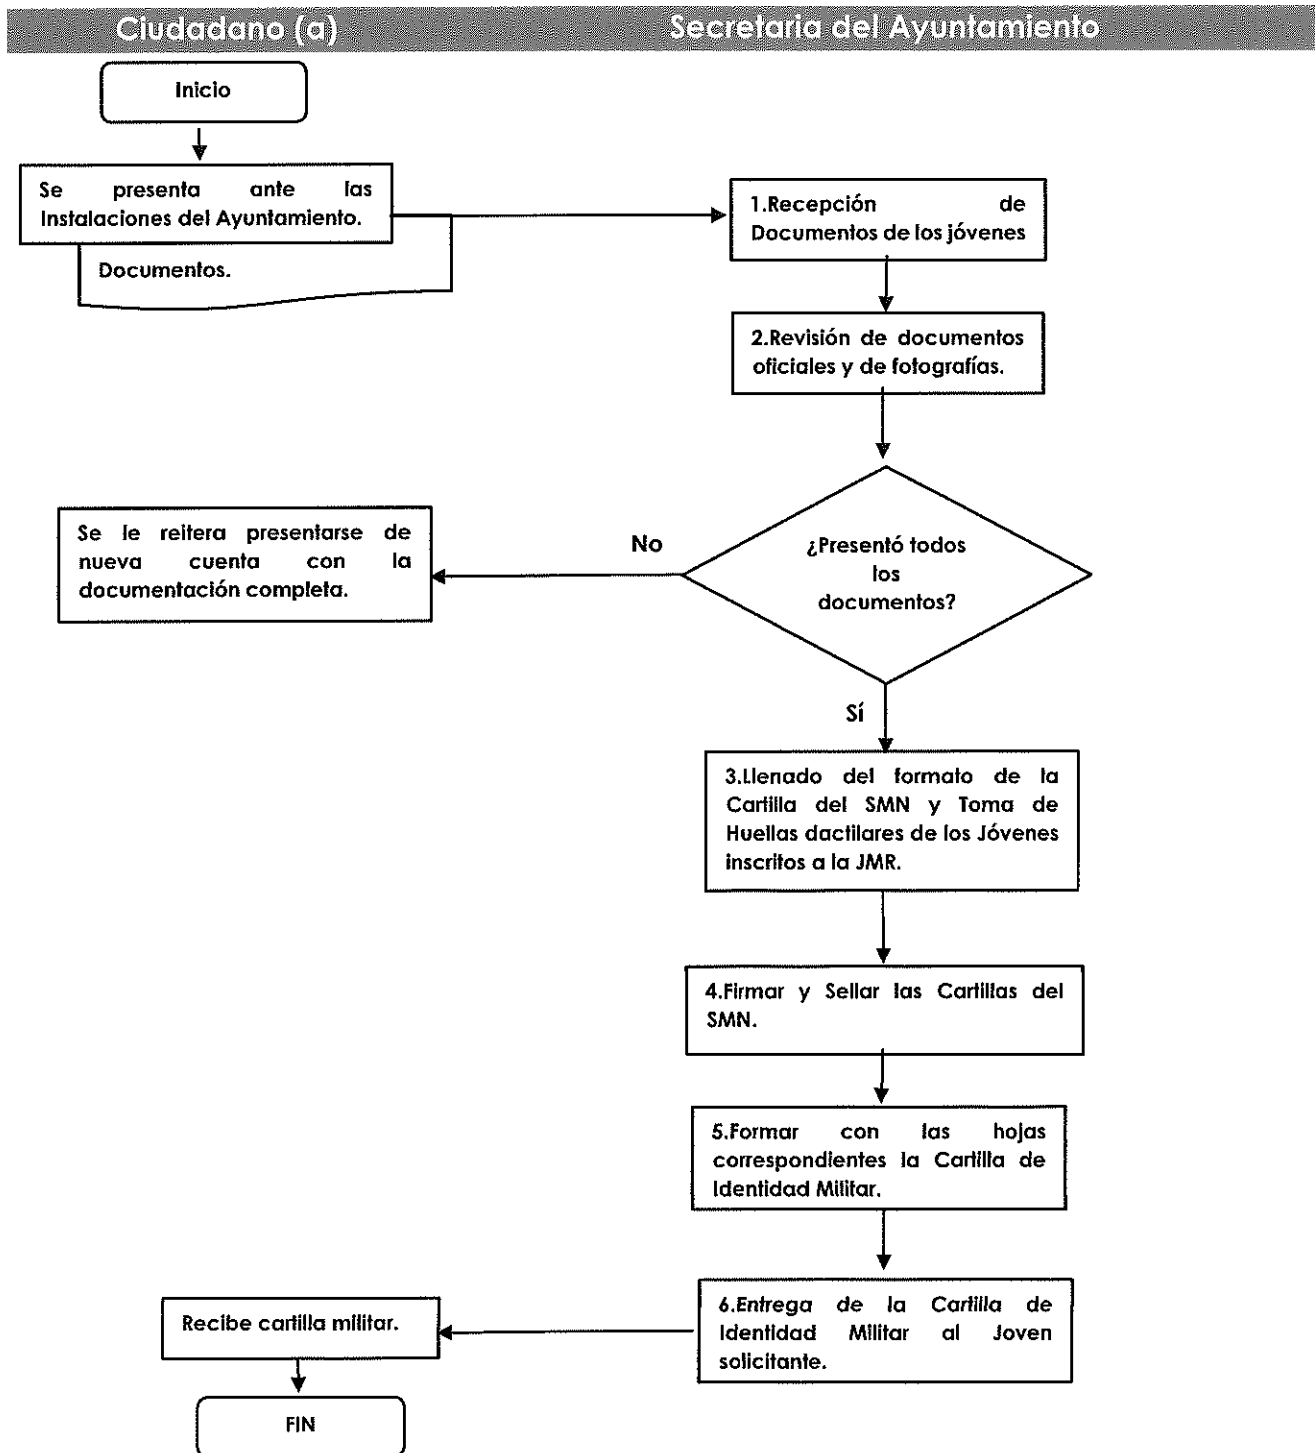 Ciudadano (a)
Secretaria del Ayuntamiento
Inicio
Se presenta ante las
Instalaciones del Ayuntamiento.
Documentos.
1.Recepción de
Documentos de los jóvenes
2.Revisión de documentos
oficiales y de fotografías.
¿Presentó todos
los
documentos?
No
Se le reitera presentarse de
nueva cuenta con la
documentación completa.
Sí
3.Llenado del formato de la
Cartilla del SMN y Toma de
Huellas dactilares de los Jóvenes
inscritos a la JMR.
4.Firmar y Sellar las Cartillas del
SMN.
5.Formar con las hojas
correspondientes la Cartilla de
Identidad Militar.
6.Entrega de la Cartilla de
Identidad Militar al Joven
solicitante.
Recibe cartilla militar.
FIN